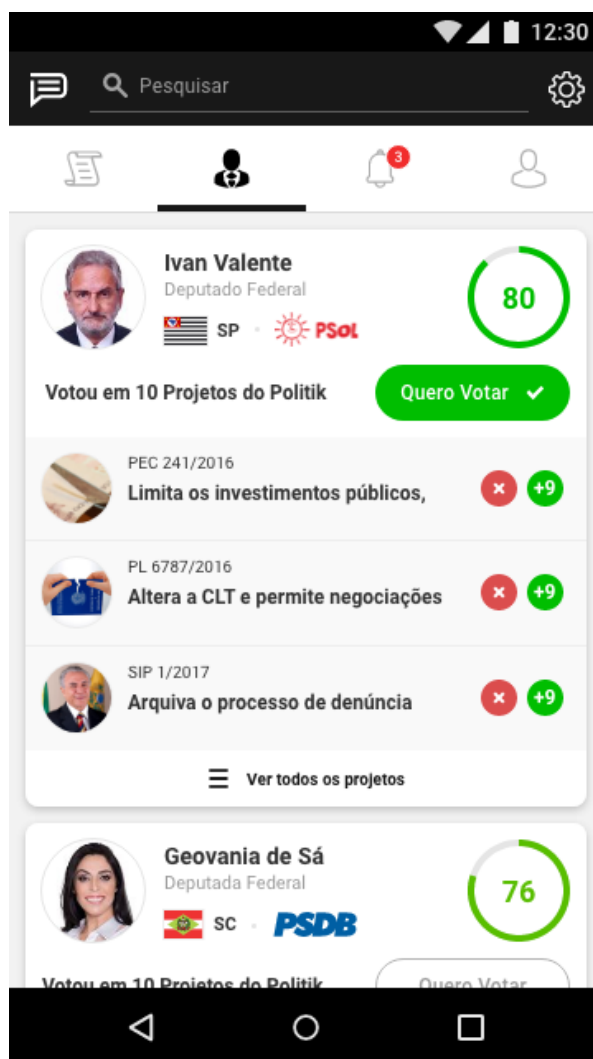 12:30
Pesquisar
3
Ivan Valente
Deputado Federal
80
SP PSOL
Votou em 10 Projetos do Politik
Quero Votar
PEC 241/2016
Limita os investimentos públicos,
+9
PL 6787/2016
Altera a CLT e permite negociações
+9
SIP 1/2017
Arquiva o processo de denúncia
+9
Ver todos os projetos
Geovania de Sá
Deputada Federal
76
SC PSDB
Votou em 10 Projetos do Politik
Quero Votar